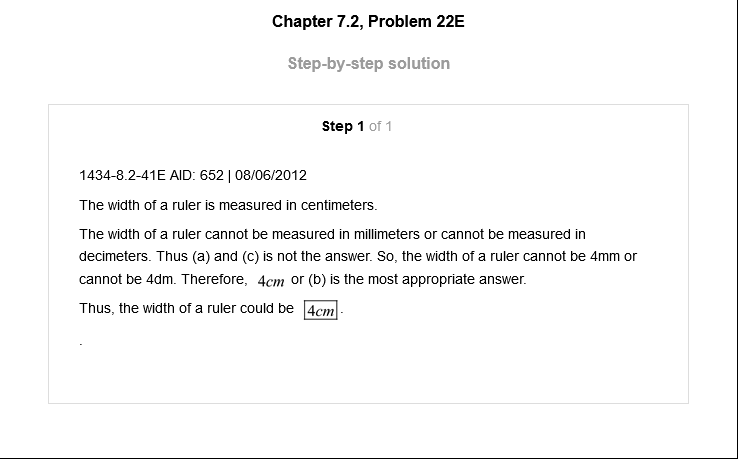 Chapter 7.2, Problem 22E
Step-by-step solution
Step 1 of 1
1434-8.2-41E AID: 652 | 08/06/2012
The width of a ruler is measured in centimeters.
The width of a ruler cannot be measured in millimeters or cannot be measured in
decimeters. Thus (a) and (c) is not the answer. So, the width of a ruler cannot be 4mm or
cannot be 4dm. Therefore, 4cm or (b) is the most appropriate answer.
Thus, the width of a ruler could be 4cm.
.